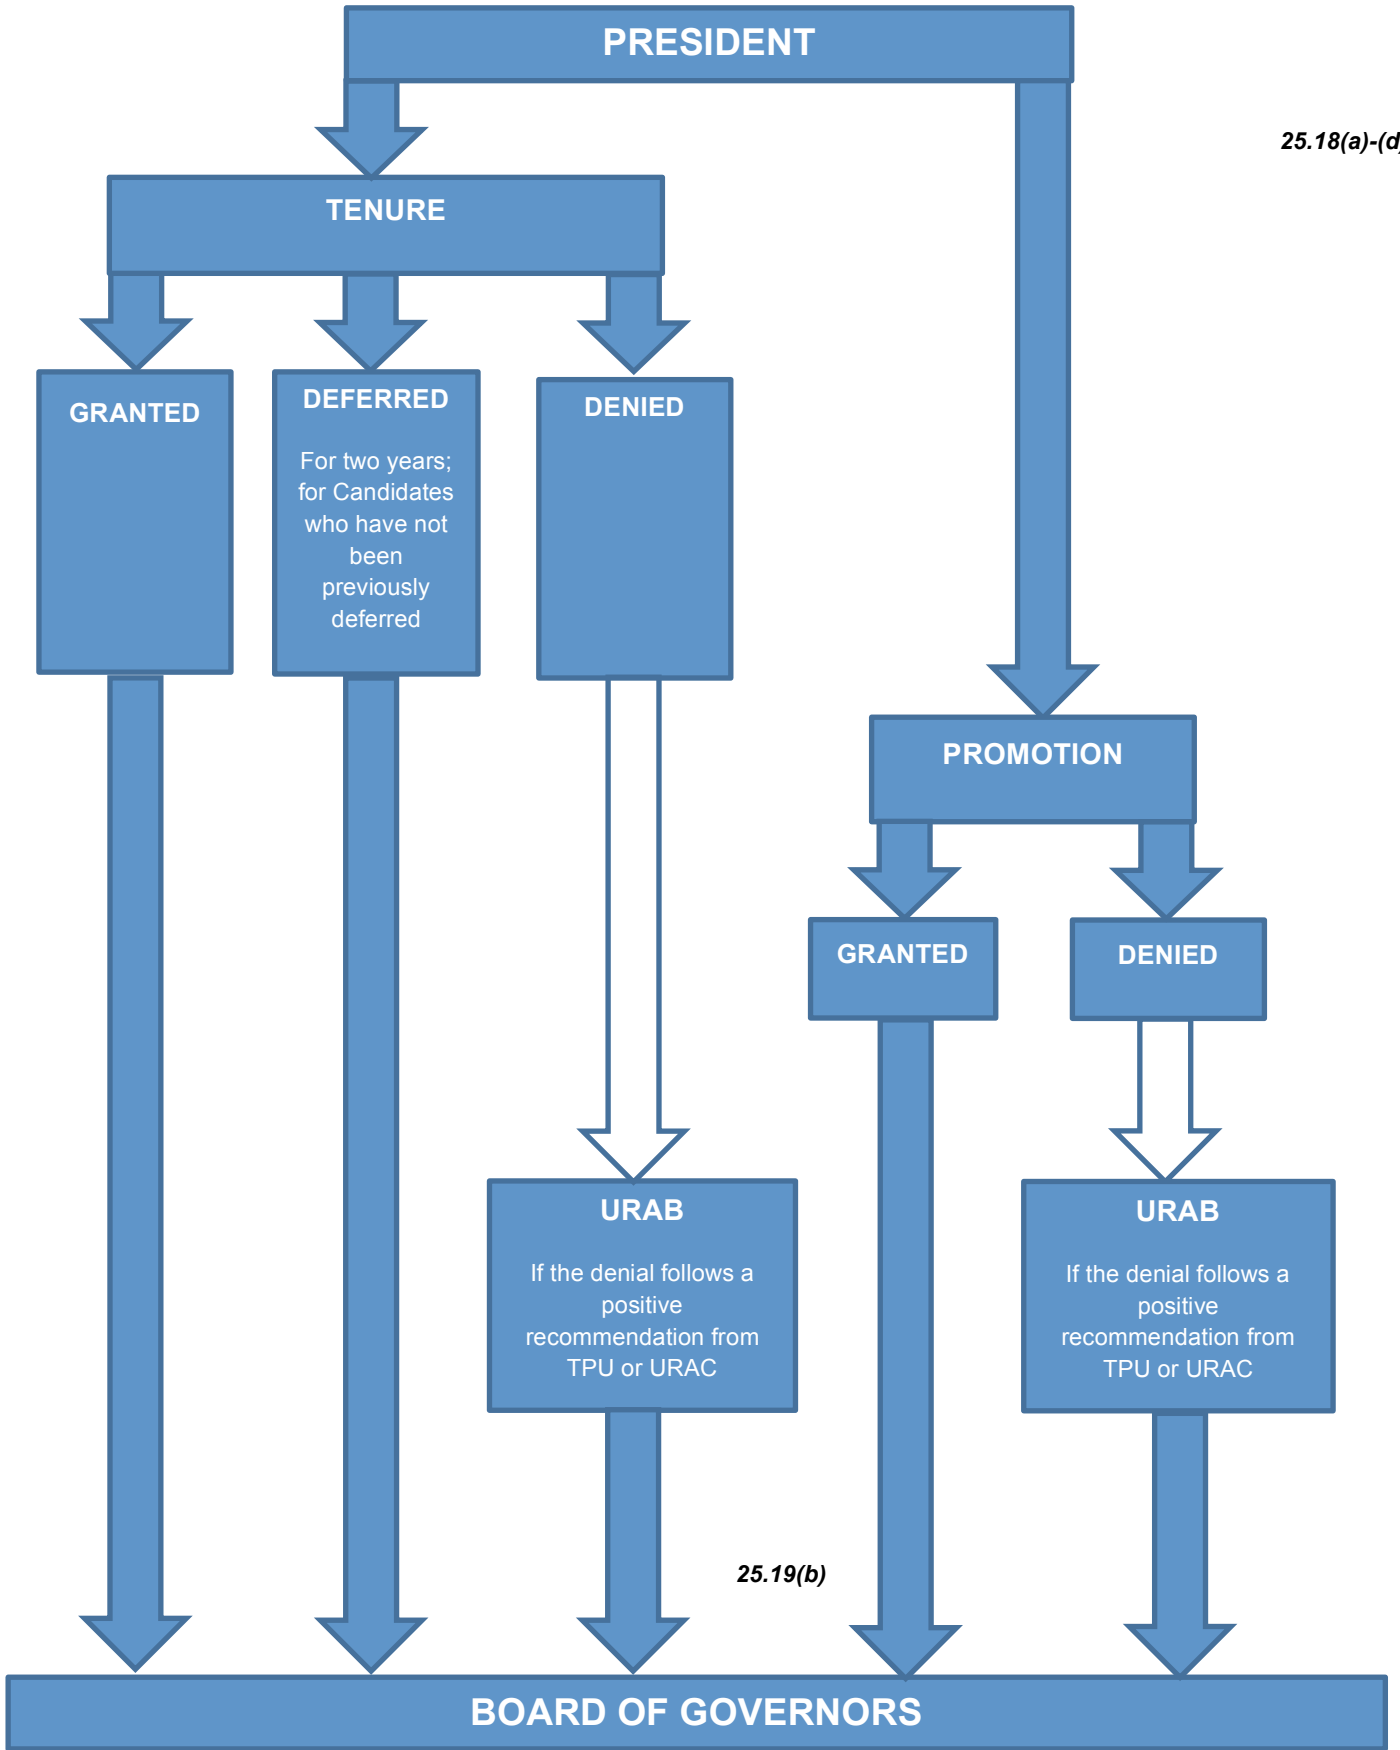 PRESIDENT
25.18(a)-(d)
TENURE
GRANTED
DEFERRED
For two years;
for Candidates
who have not
been
previously
deferred
DENIED
PROMOTION
GRANTED
DENIED
URAB
If the denial follows a
positive
recommendation from
TPU or URAC
URAB
If the denial follows a
positive
recommendation from
TPU or URAC
25.19(b)
BOARD OF GOVERNORS